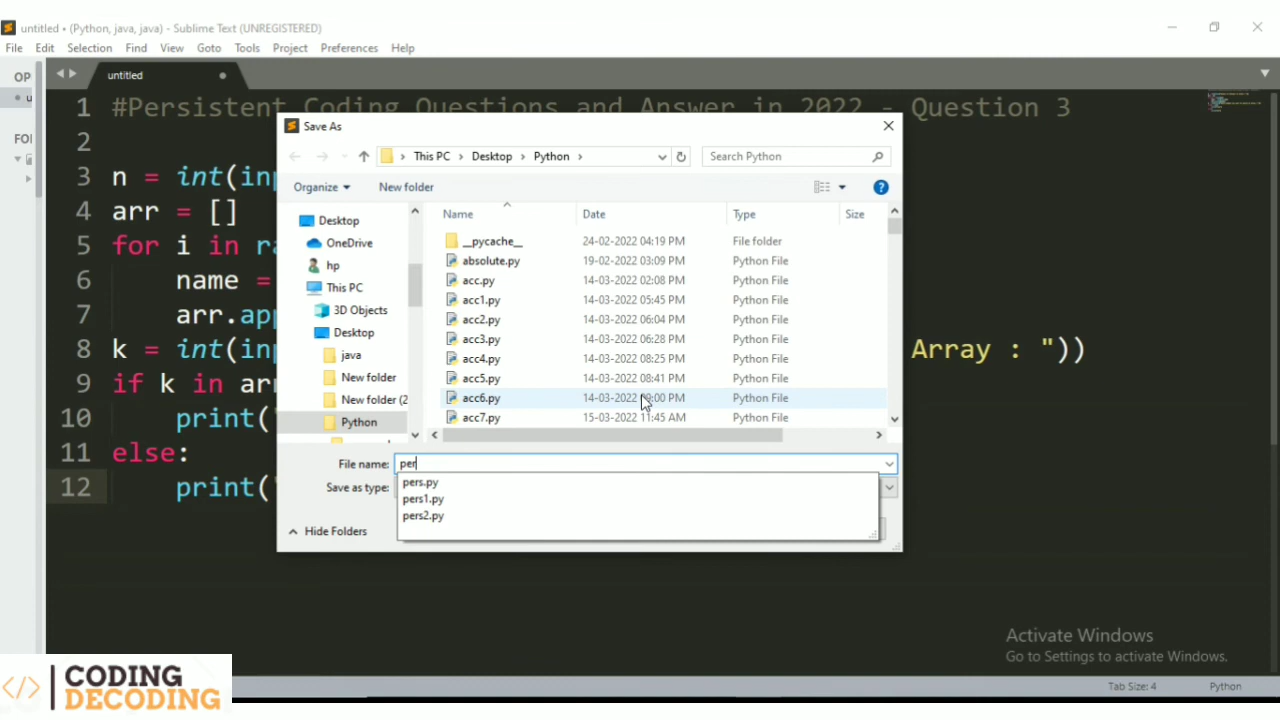 untitled • (Python, java, java) - Sublime Text (UNREGISTERED)
File Edit Selection Find View Goto Tools Project Preferences Help
OP
untitled
u
FO
1 #Persistent Coding Questions and Answer in 2022 - Question 3
2
3 n = int(inp
4 arr = []
5 for i in ra
6 name =
7 arr.app
8 k = int(inp Array : "))
9 if k in arr
10 print("
11 else:
12 print("
Save As
This PC > Desktop > Python >
Search Python
Organize New folder
Desktop
OneDrive
hp
This PC
3D Objects
Desktop
java
New folder
New folder (2
Python
Name Date Type Size
__pycache__ 24-02-2022 04:19 PM File folder
absolute.py 19-02-2022 03:09 PM Python File
acc.py 14-03-2022 02:08 PM Python File
acc1.py 14-03-2022 05:45 PM Python File
acc2.py 14-03-2022 06:04 PM Python File
acc3.py 14-03-2022 06:28 PM Python File
acc4.py 14-03-2022 08:25 PM Python File
acc5.py 14-03-2022 08:41 PM Python File
acc6.py 14-03-2022 09:00 PM Python File
acc7.py 15-03-2022 11:45 AM Python File
File name: per
pers.py
pers1.py
pers2.py
Save as type:
Hide Folders
Activate Windows
Go to Settings to activate Windows.
Tab Size: 4 Python
</> CODING
DECODING